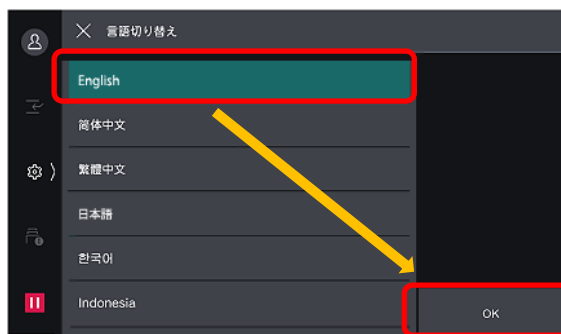 言語切り替え
English
简体中文
繁體中文
日本語
한국어
Indonesia
OK